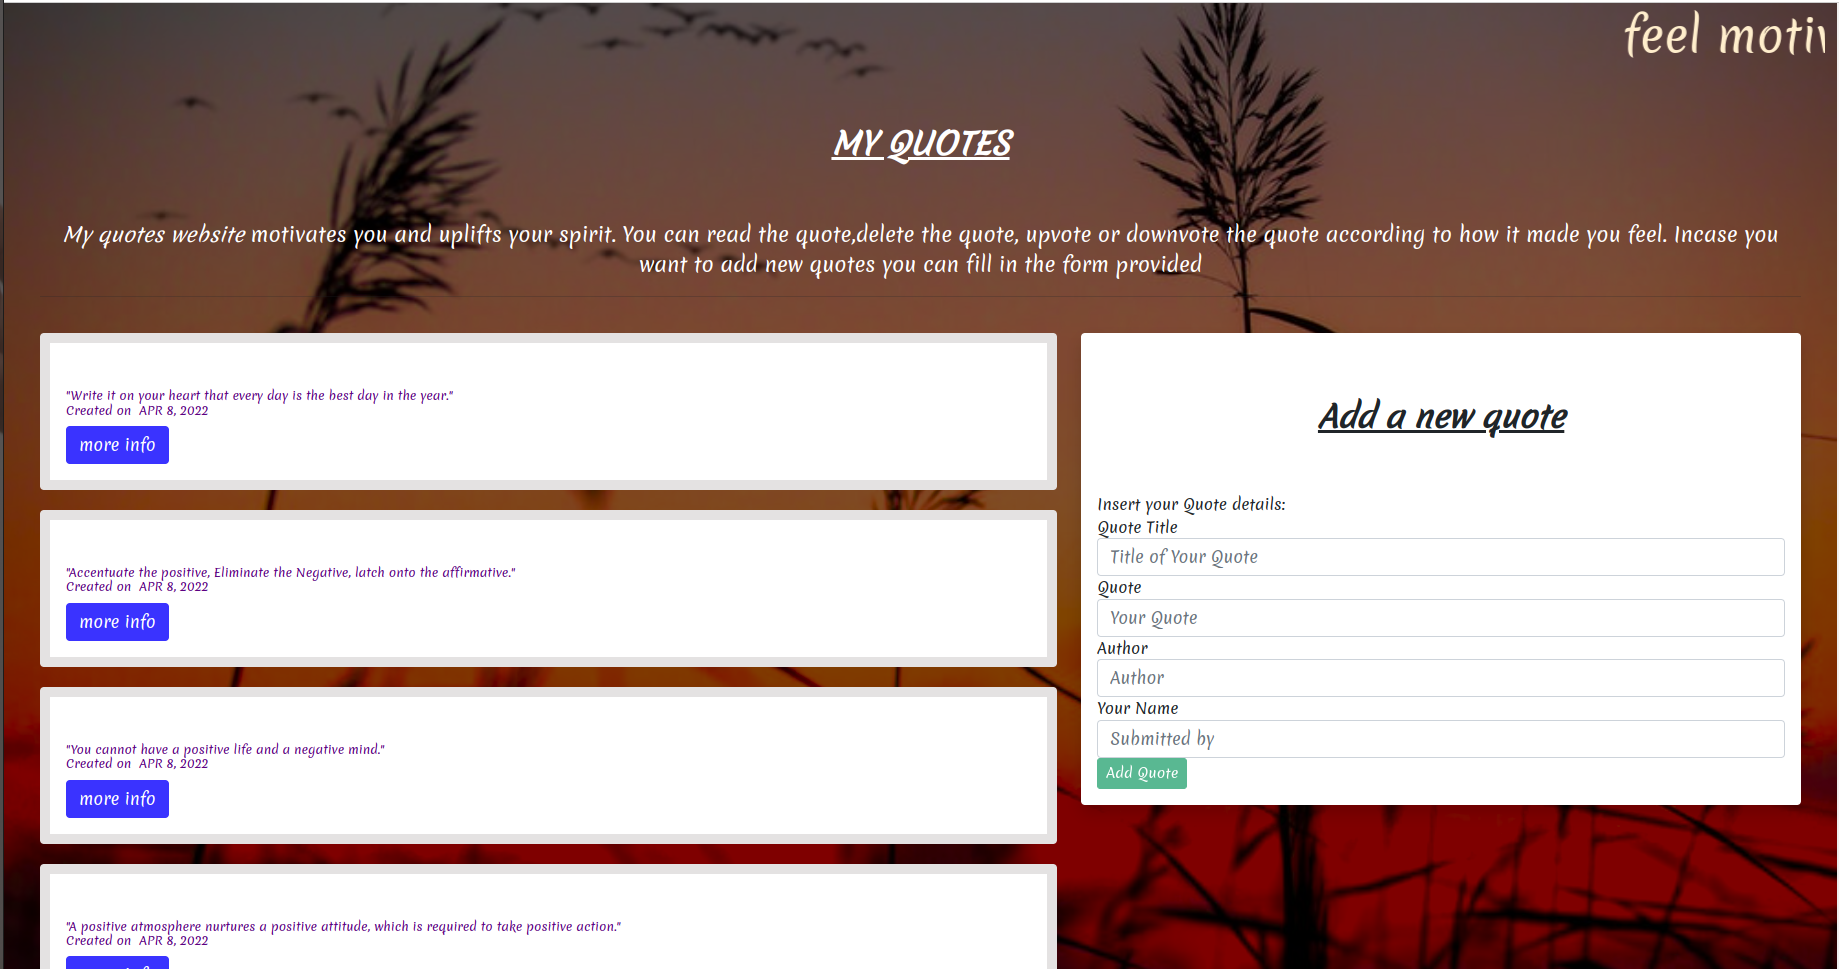 feel
MY QUOTES
My quotes website motivates you and uplifts your spirit. You can read the quote,delete the quote, upvote or downvote the quote according to how it made you feel. Incase you
want to add new quotes you can fill in the form provided
"Write it on your heart that every day is the best day in the year."
Created on APR 8, 2022
more info
"Accentuate the positive, Eliminate the Negative, latch onto the affirmative."
Created on APR 8, 2022
more info
"You cannot have a positive life and a negative mind."
Created on APR 8, 2022
more info
"A positive atmosphere nurtures a positive attitude, which is required to take positive action."
Created on APR 8, 2022
Add a new quote
Insert your Quote details:
Quote Title
Title of Your Quote
Quote
Your Quote
Author
Author
Your Name
Submitted by
Add Quote